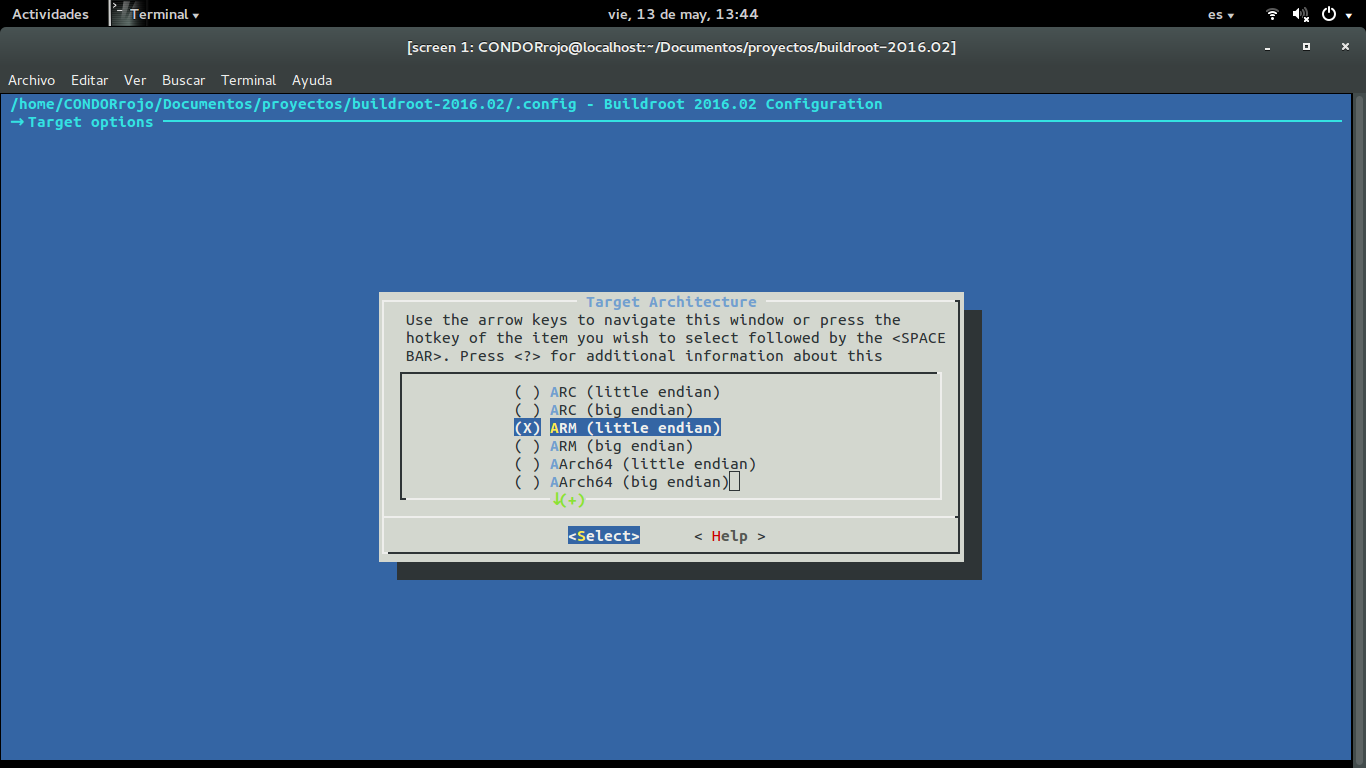 Actividades Terminal vie, 13 de may, 13:44 es
[screen 1: CONDORrojo@localhost:~/Documentos/proyectos/buildroot-2016.02]
Archivo Editar Ver Buscar Terminal Ayuda
/home/CONDORrojo/Documentos/proyectos/buildroot-2016.02/.config - Buildroot 2016.02 Configuration
→ Target options
Target Architecture
Use the arrow keys to navigate this window or press the
hotkey of the item you wish to select followed by the <SPACE
BAR>. Press <?> for additional information about this
( ) ARC (little endian)
( ) ARC (big endian)
(X) ARM (little endian)
( ) ARM (big endian)
( ) AArch64 (little endian)
( ) AArch64 (big endian)
↓(+)
<Select> < Help >